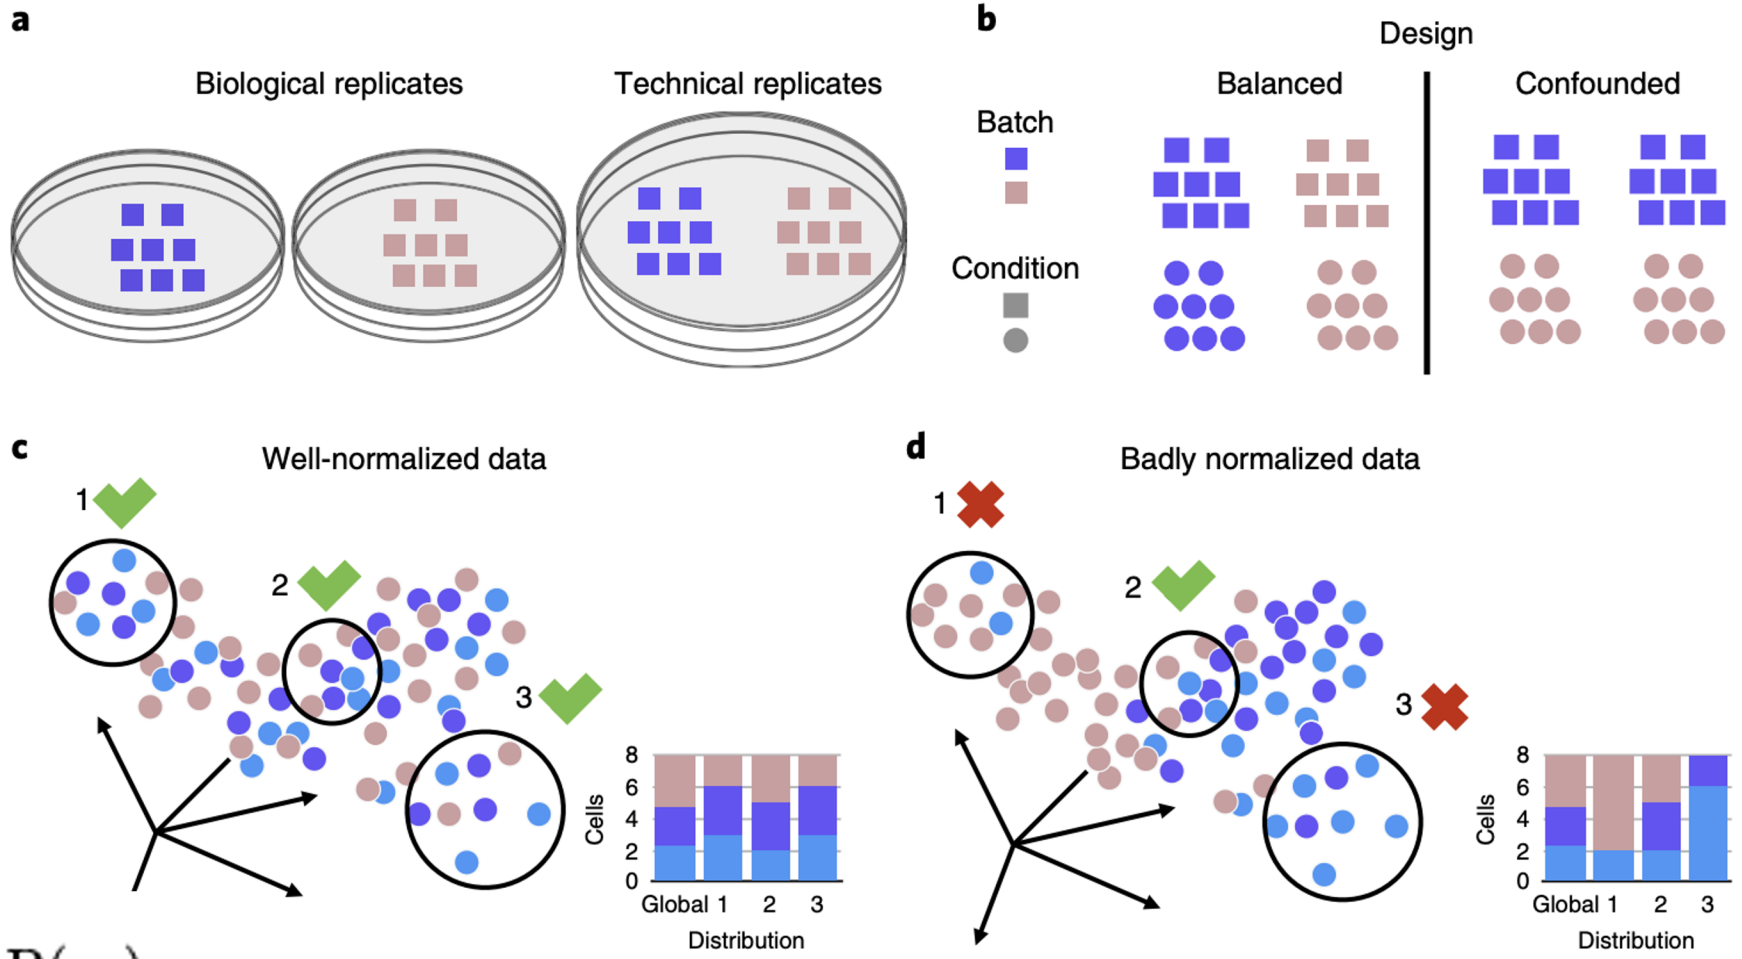 a
Biological replicates
Technical replicates
b
Design
Balanced
Confounded
Batch
Condition
c
Well-normalized data
1
2
3
8
6
4
2
0
Cells
Global 1 2 3
Distribution
d
Badly normalized data
1
2
3
8
6
4
2
0
Cells
Global 1 2 3
Distribution